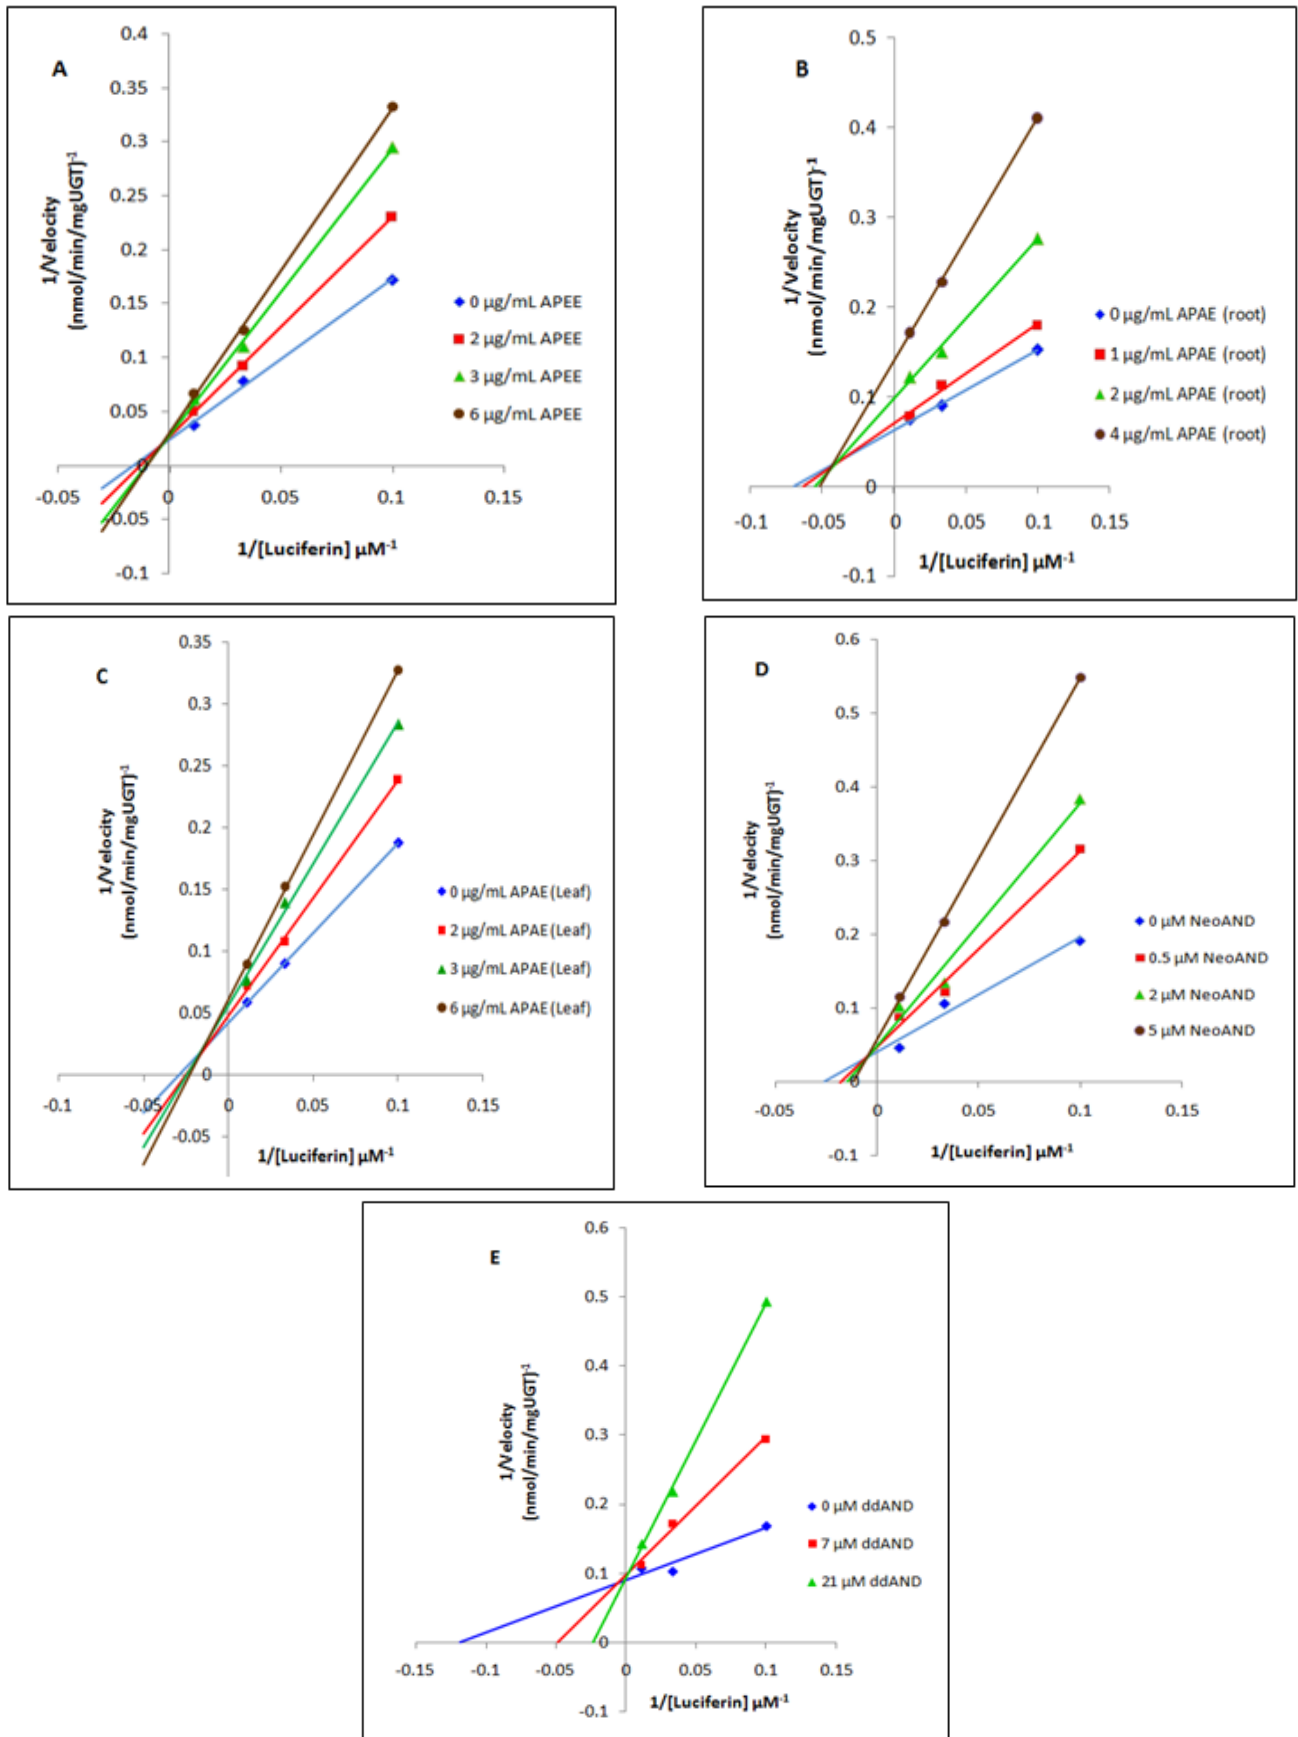 A
0.4
0.35
0.3
0.25
0.2
0.15
0.1
0.05
0
-0.05
-0.1
-0.05 0 0.05 0.1 0.15
1/Velocity
(nmol/min/mgUGT)⁻¹
1/[Luciferin] µM⁻¹
0 µg/mL APEE
2 µg/mL APEE
3 µg/mL APEE
6 µg/mL APEE
B
0.5
0.4
0.3
0.2
0.1
0
-0.1
-0.1 -0.05 0 0.05 0.1 0.15
1/Velocity
(nmol/min/mgUGT)⁻¹
1/[Luciferin] µM⁻¹
0 µg/mL APAE (root)
1 µg/mL APAE (root)
2 µg/mL APAE (root)
4 µg/mL APAE (root)
C
0.35
0.3
0.25
0.2
0.15
0.1
0.05
0
-0.05
-0.1 -0.05 0 0.05 0.1 0.15
1/Velocity
(nmol/min/mgUGT)⁻¹
1/[Luciferin] µM⁻¹
0 µg/mL APAE (Leaf)
2 µg/mL APAE (Leaf)
3 µg/mL APAE (Leaf)
6 µg/mL APAE (Leaf)
D
0.6
0.5
0.4
0.3
0.2
0.1
0
-0.1
-0.05 0 0.05 0.1 0.15
1/Velocity
(nmol/min/mgUGT)⁻¹
1/[Luciferin] µM⁻¹
0 µM NeoAND
0.5 µM NeoAND
2 µM NeoAND
5 µM NeoAND
E
0.6
0.5
0.4
0.3
0.2
0.1
0
-0.1
-0.15 -0.1 -0.05 0 0.05 0.1 0.15
1/Velocity
(nmol/min/mgUGT)⁻¹
1/[Luciferin] µM⁻¹
0 µM ddAND
7 µM ddAND
21 µM ddAND